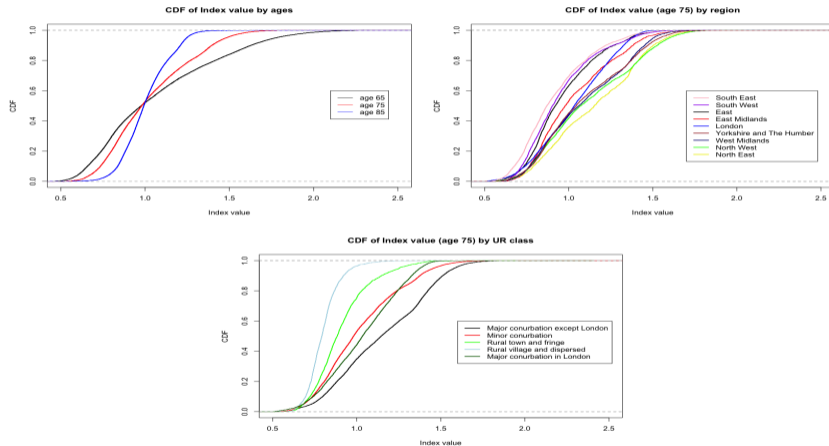 CDF of Index value by ages
CDF
0.0 0.2 0.4 0.6 0.8 1.0
age 65
age 75
age 85
0.5 1.0 1.5 2.0 2.5
Index value
CDF of Index value (age 75) by region
CDF
0.0 0.2 0.4 0.6 0.8 1.0
South East
South West
East
East Midlands
London
Yorkshire and The Humber
West Midlands
North West
North East
0.5 1.0 1.5 2.0 2.5
Index value
CDF of Index value (age 75) by UR class
CDF
0.0 0.2 0.4 0.6 0.8 1.0
Major conurbation except London
Minor conurbation
Rural town and fringe
Rural village and dispersed
Major conurbation in London
0.5 1.0 1.5 2.0 2.5
Index value